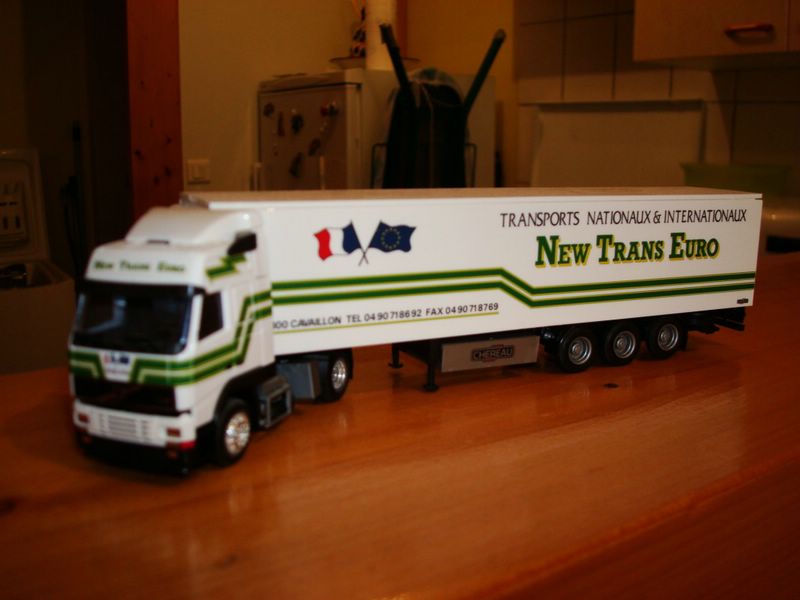 TRANSPORTS NATIONAUX & INTERNATIONAUX
NEW TRANS EURO
NEW TRANS EURO
300 CAVAILLON TEL 04 90 71 86 92 FAX 04 90 71 87 69
CHEREAU